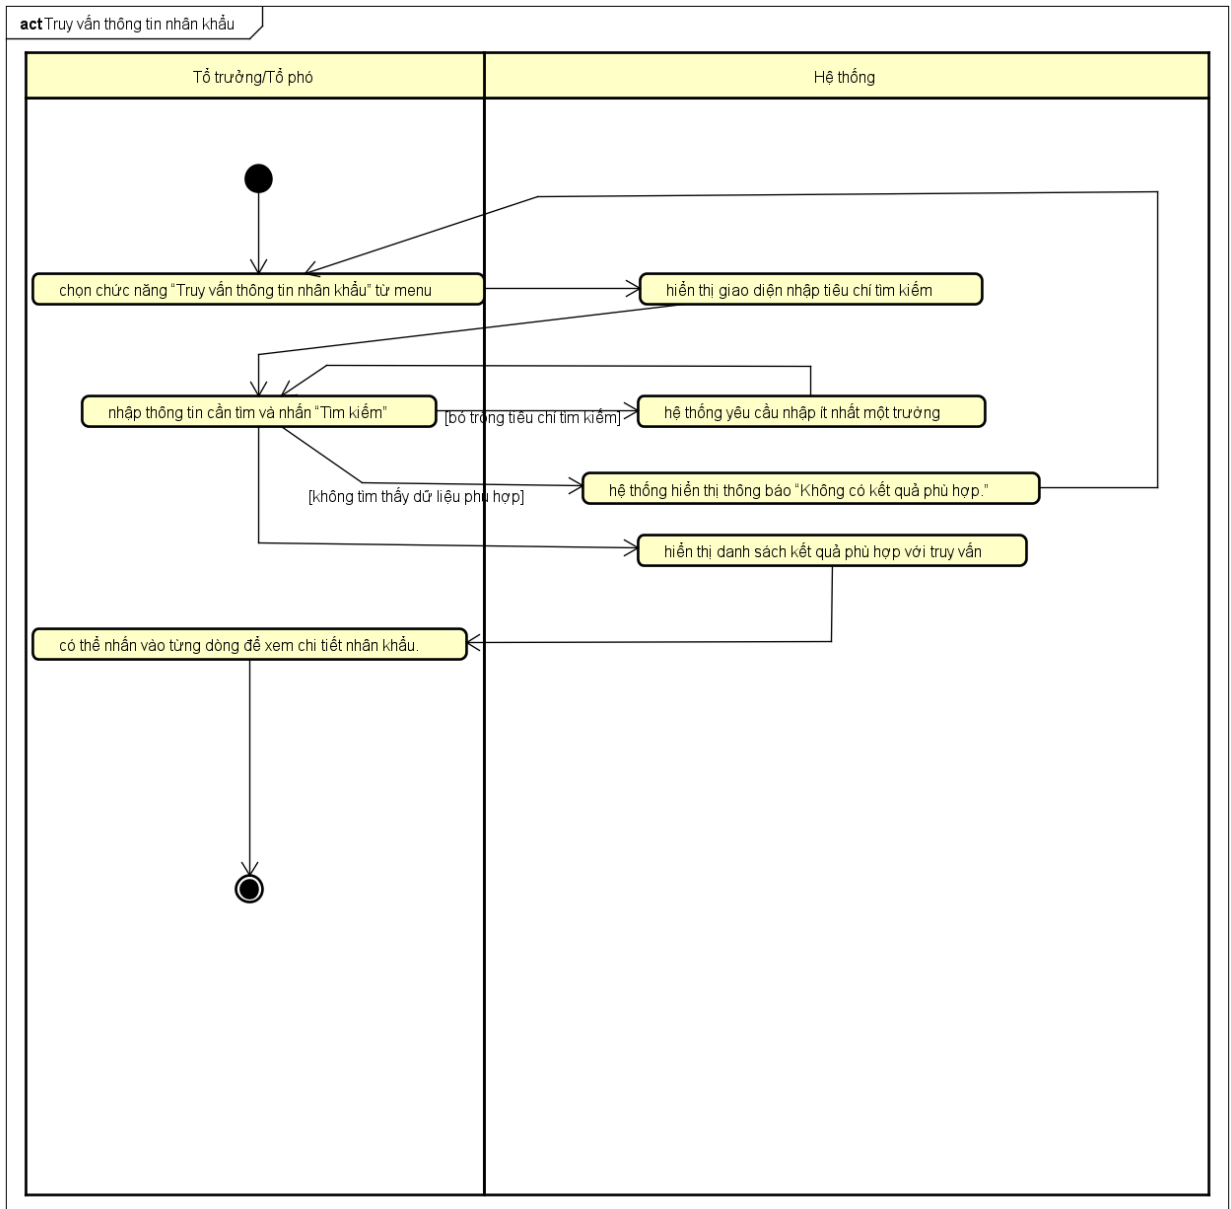 act Truy vấn thông tin nhân khẩu
Tổ trưởng/Tổ phó
Hệ thống
chọn chức năng “Truy vấn thông tin nhân khẩu” từ menu
hiển thị giao diện nhập tiêu chí tìm kiếm
nhập thông tin cần tìm và nhấn “Tìm kiếm”
[bỏ trống tiêu chí tìm kiếm]
hệ thống yêu cầu nhập ít nhất một trường
[không tìm thấy dữ liệu phù hợp]
hệ thống hiển thị thông báo “Không có kết quả phù hợp.”
hiển thị danh sách kết quả phù hợp với truy vấn
có thể nhấn vào từng dòng để xem chi tiết nhân khẩu.